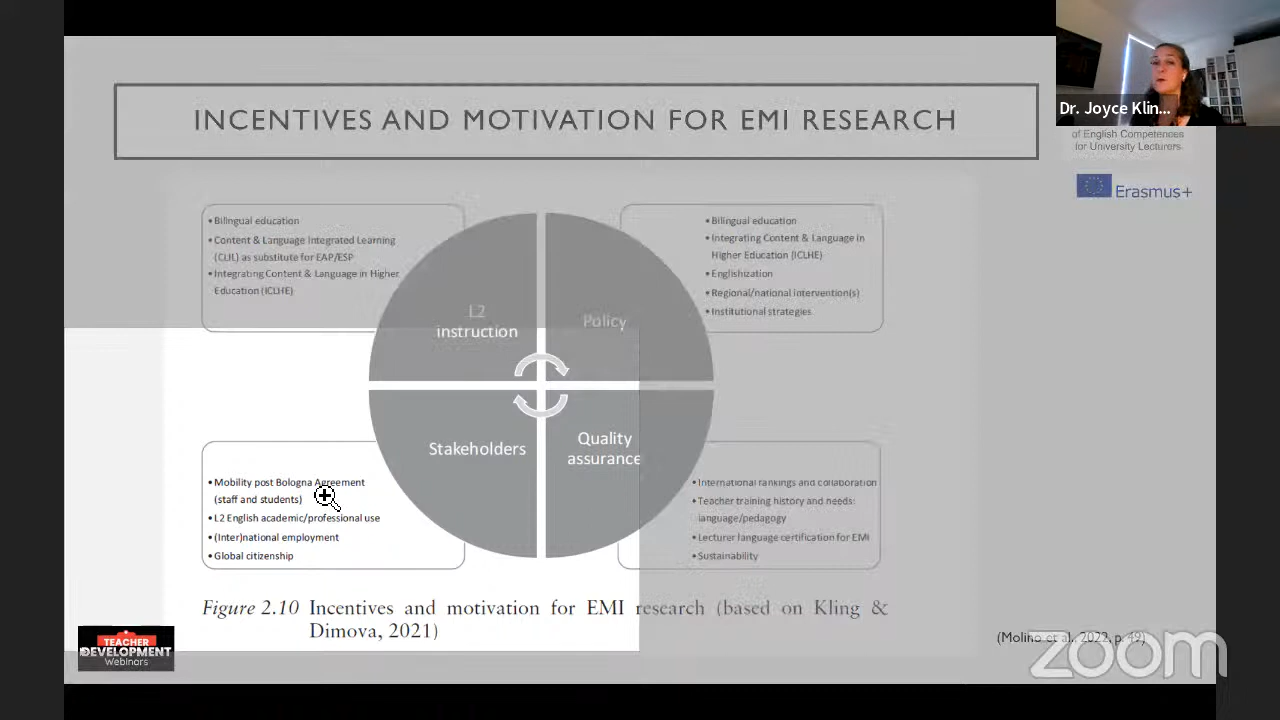 INCENTIVES AND MOTIVATION FOR EMI RESEARCH
Dr. Joyce Klin...
of English Competences
for University Lecturers
Erasmus+
•Bilingual education
•Content & Language Integrated Learning
(CLIL) as substitute for EAP/ESP
•Integrating Content & Language in Higher
Education (ICLHE)
•Bilingual education
•Integrating Content & Language in
Higher Education (ICLHE)
•Englishization
•Regional/national intervention(s)
•Institutional strategies
L2
instruction
Policy
Stakeholders
Quality
assurance
•Mobility post Bologna Agreement
(staff and students)
•L2 English academic/professional use
•(Inter)national employment
•Global citizenship
•International rankings and collaboration
•Teacher training history and needs:
language/pedagogy
•Lecturer language certification for EMI
•Sustainability
Figure 2.10 Incentives and motivation for EMI research (based on Kling &
Dimova, 2021)
(Molino et al., 2022, p. 49)
TEACHER
DEVELOPMENT
Webinars
zoom